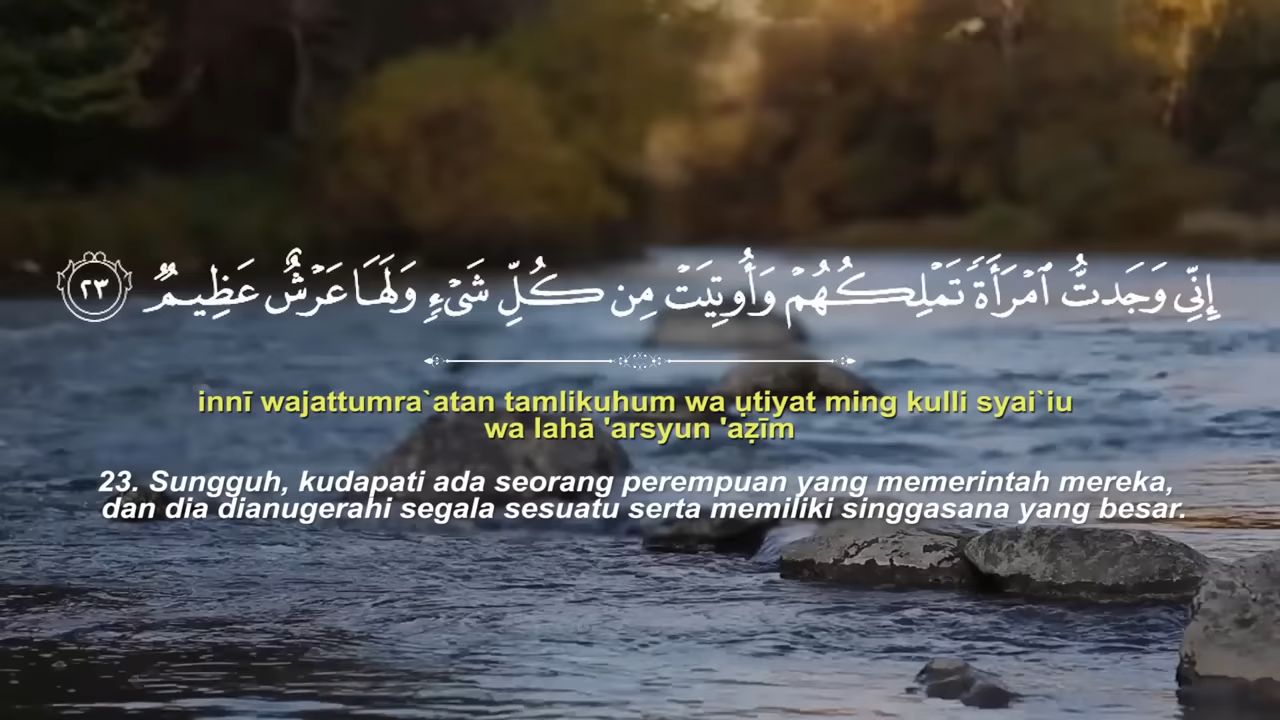 إِنِّي وَجَدتُّ ٱمْرَأَةً تَمْلِكُهُمْ وَأُوتِيَتْ مِن كُلِّ شَىْءٍ وَلَهَا عَرْشٌ عَظِيمٌ ٢٣
innī wajattumra`atan tamlikuhum wa ụtiyat ming kulli syai`iu
wa lahā 'arsyun 'aẓīm
23. Sungguh, kudapati ada seorang perempuan yang memerintah mereka,
dan dia dianugerahi segala sesuatu serta memiliki singgasana yang besar.